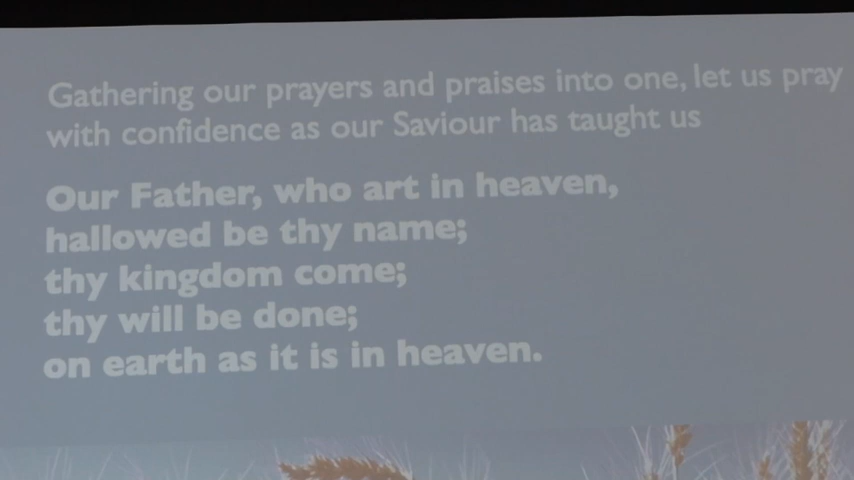 Gathering our prayers and praises into one, let us pray
with confidence as our Saviour has taught us
Our Father, who art in heaven,
hallowed be thy name;
thy kingdom come;
thy will be done;
on earth as it is in heaven.